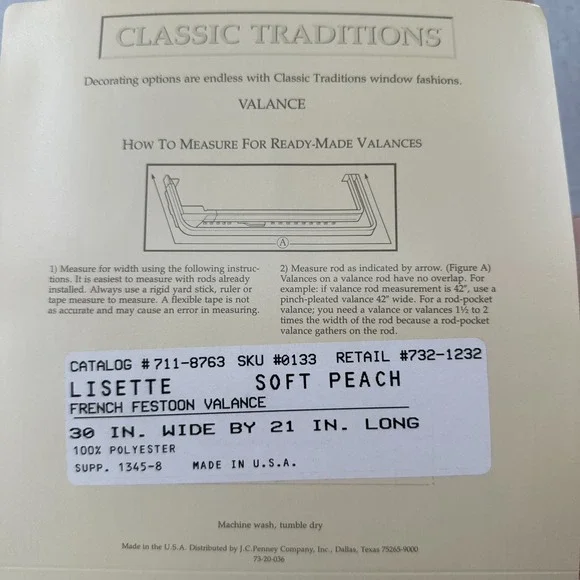 CLASSIC TRADITIONS
Decorating options are endless with Classic Traditions window fashions.
VALANCE
HOW TO MEASURE FOR READY-MADE VALANCES
A
1) Measure for width using the following instruc-
tions. It is easiest to measure with rods already
installed. Always use a rigid yard stick, ruler or
tape measure to measure. A flexible tape is not
as accurate and may cause an error in measuring.
2) Measure rod as indicated by arrow. (Figure A)
Valances on a valance rod have no overlap. For
example: if valance rod measurement is 42", use a
pinch-pleated valance 42" wide. For a rod-pocket
valance; you need a valance or valances 1½ to 2
times the width of the rod because a rod-pocket
valance gathers on the rod.
CATALOG #711-8763 SKU #0133 RETAIL #732-1232
LISETTE SOFT PEACH
FRENCH FESTOON VALANCE
30 IN. WIDE BY 21 IN. LONG
100% POLYESTER
SUPP. 1345-8 MADE IN U.S.A.
Machine wash, tumble dry
Made in the U.S.A. Distributed by J.C.Penney Company, Inc., Dallas, Texas 75265-9000
73-20-036